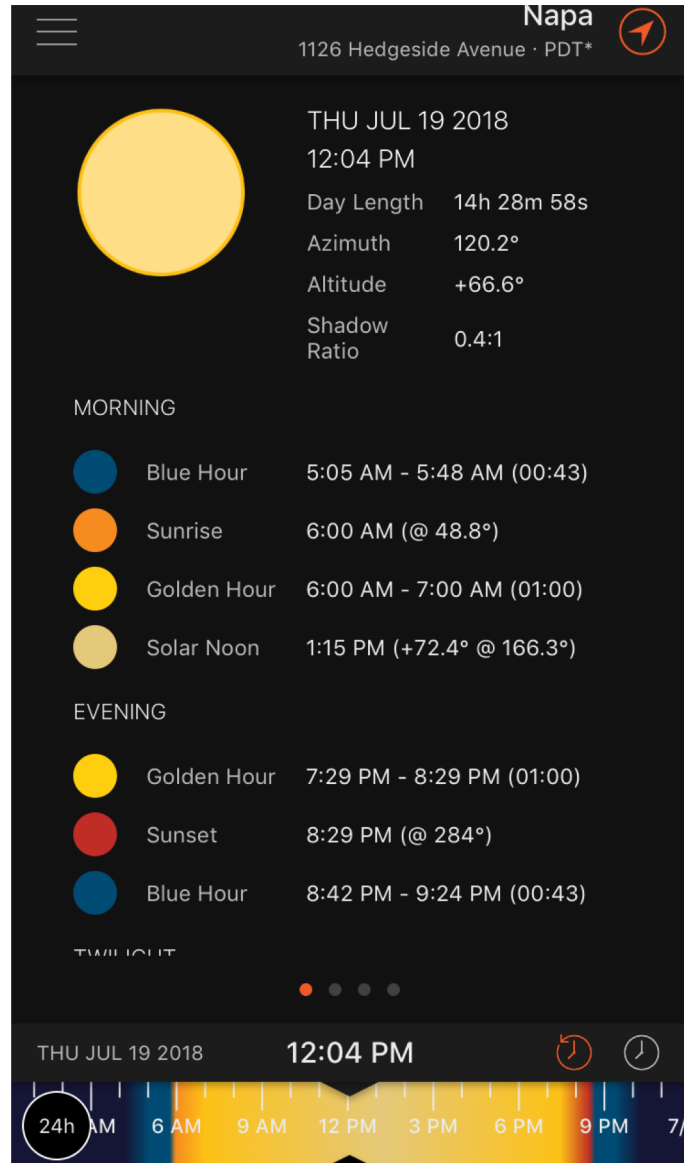 Napa
1126 Hedgeside Avenue · PDT*
THU JUL 19 2018
12:04 PM
Day Length 14h 28m 58s
Azimuth 120.2°
Altitude +66.6°
Shadow Ratio 0.4:1
MORNING
Blue Hour 5:05 AM - 5:48 AM (00:43)
Sunrise 6:00 AM (@ 48.8°)
Golden Hour 6:00 AM - 7:00 AM (01:00)
Solar Noon 1:15 PM (+72.4° @ 166.3°)
EVENING
Golden Hour 7:29 PM - 8:29 PM (01:00)
Sunset 8:29 PM (@ 284°)
Blue Hour 8:42 PM - 9:24 PM (00:43)
TWILIGHT
THU JUL 19 2018 12:04 PM
24h AM 6 AM 9 AM 12 PM 3 PM 6 PM 9 PM 7/